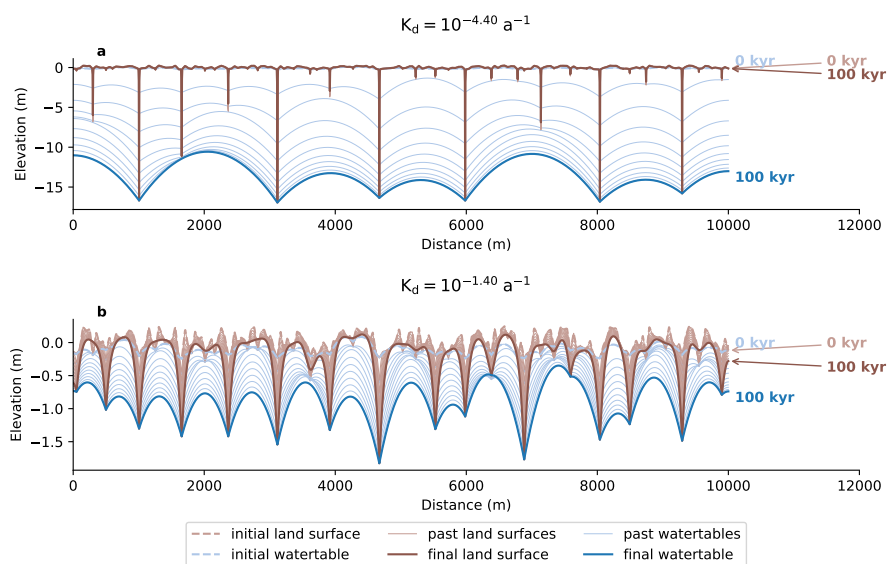 K_d = 10^{−4.40} a^{−1}
a
0 kyr
0 kyr
100 kyr
100 kyr
Elevation (m)
0
−5
−10
−15
0 2000 4000 6000 8000 10000 12000
Distance (m)
K_d = 10^{−1.40} a^{−1}
b
0 kyr
0 kyr
100 kyr
100 kyr
Elevation (m)
0.0
−0.5
−1.0
−1.5
0 2000 4000 6000 8000 10000 12000
Distance (m)
initial land surface past land surfaces past watertables
initial watertable final land surface final watertable